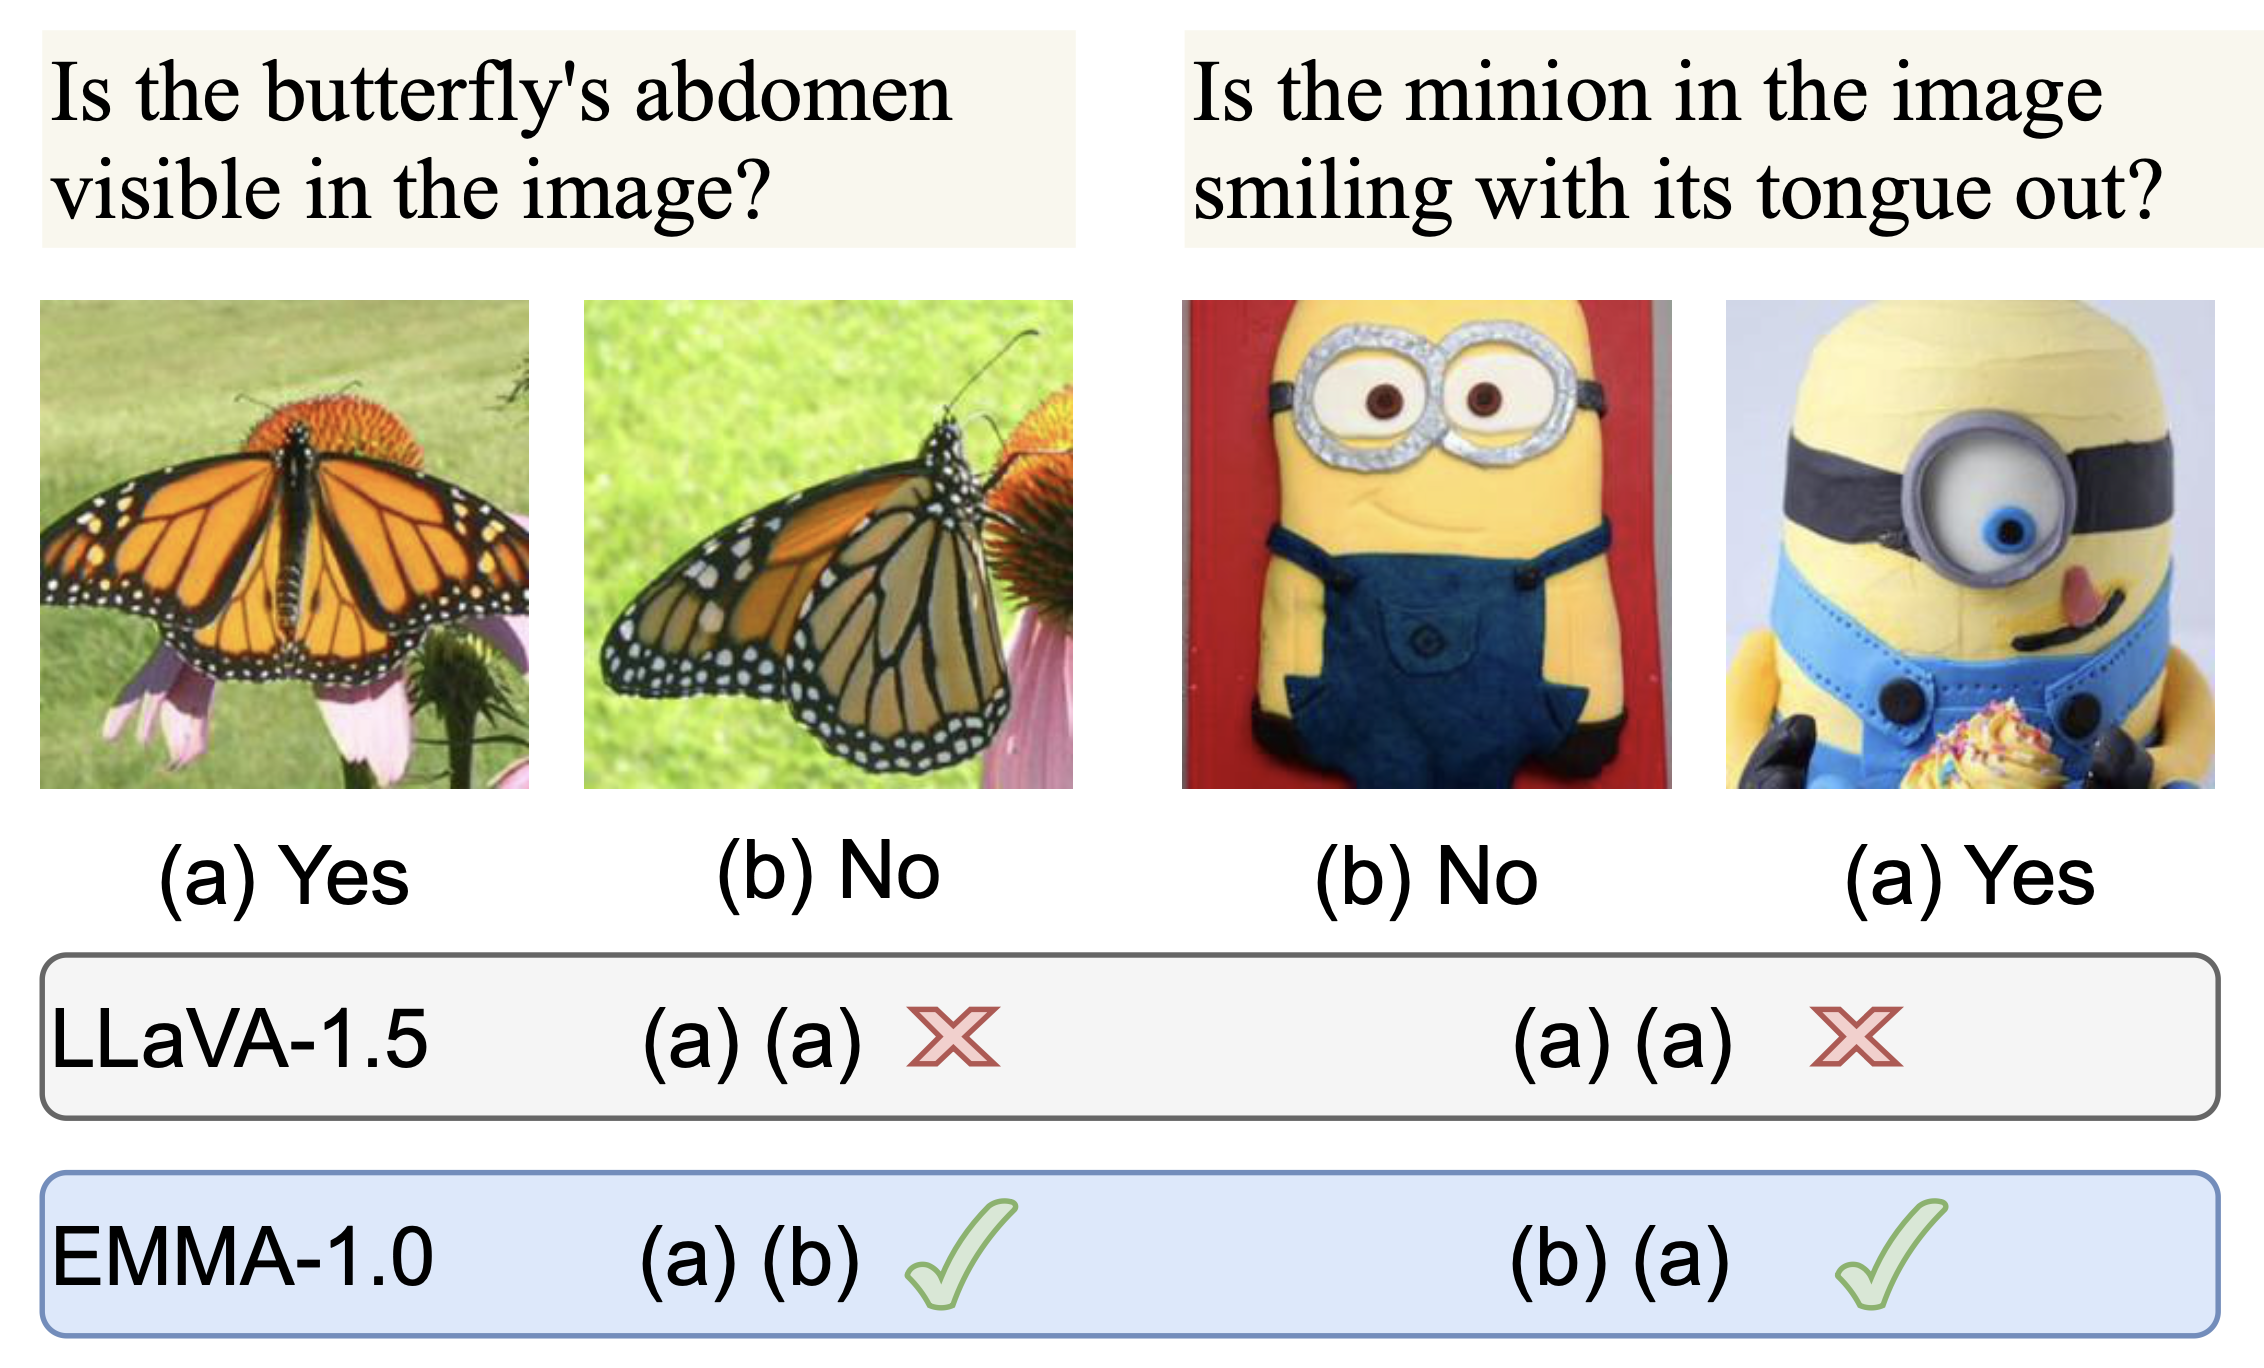 Is the butterfly's abdomen
visible in the image?
Is the minion in the image
smiling with its tongue out?
(a) Yes
(b) No
(b) No
(a) Yes
LLaVA-1.5 (a) (a) (a) (a)
EMMA-1.0 (a) (b) (b) (a)